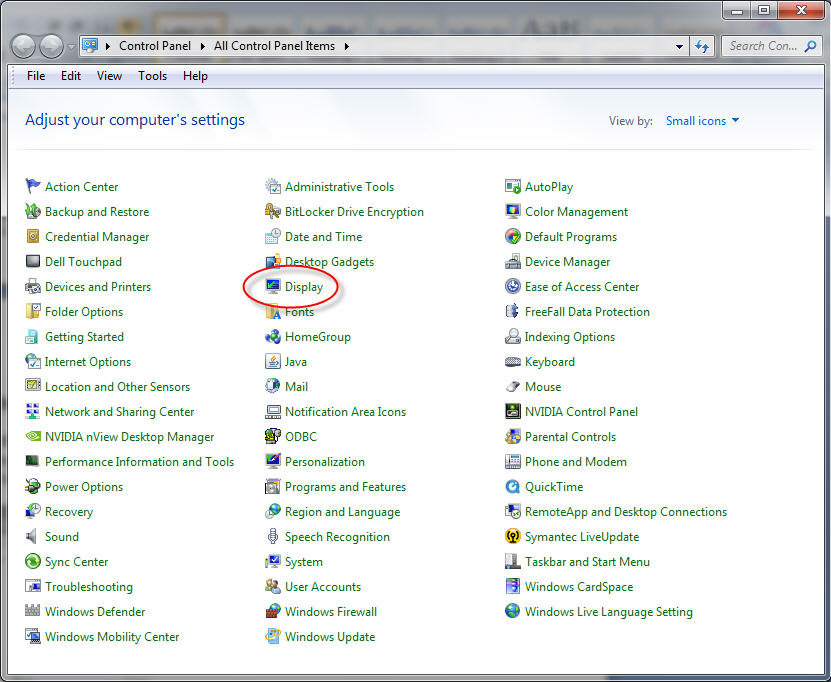 Control Panel All Control Panel Items
Search Con...
File Edit View Tools Help
Adjust your computer's settings
View by: Small icons
Action Center
Administrative Tools
AutoPlay
Backup and Restore
BitLocker Drive Encryption
Color Management
Credential Manager
Date and Time
Default Programs
Dell Touchpad
Desktop Gadgets
Device Manager
Devices and Printers
Display
Ease of Access Center
Folder Options
Fonts
FreeFall Data Protection
Getting Started
HomeGroup
Indexing Options
Internet Options
Java
Keyboard
Location and Other Sensors
Mail
Mouse
Network and Sharing Center
Notification Area Icons
NVIDIA Control Panel
NVIDIA nView Desktop Manager
ODBC
Parental Controls
Performance Information and Tools
Personalization
Phone and Modem
Power Options
Programs and Features
QuickTime
Recovery
Region and Language
RemoteApp and Desktop Connections
Sound
Speech Recognition
Symantec LiveUpdate
Sync Center
System
Taskbar and Start Menu
Troubleshooting
User Accounts
Windows CardSpace
Windows Defender
Windows Firewall
Windows Live Language Setting
Windows Mobility Center
Windows Update